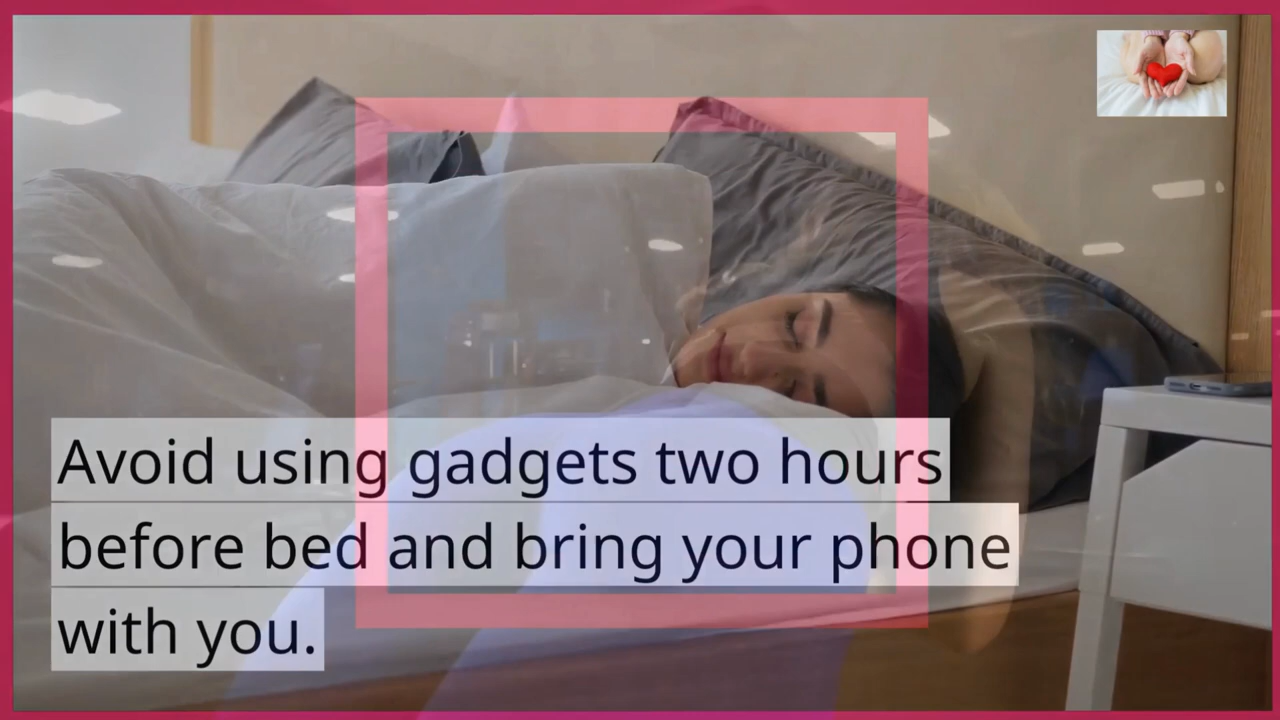 Avoid using gadgets two hours
before bed and bring your phone
with you.